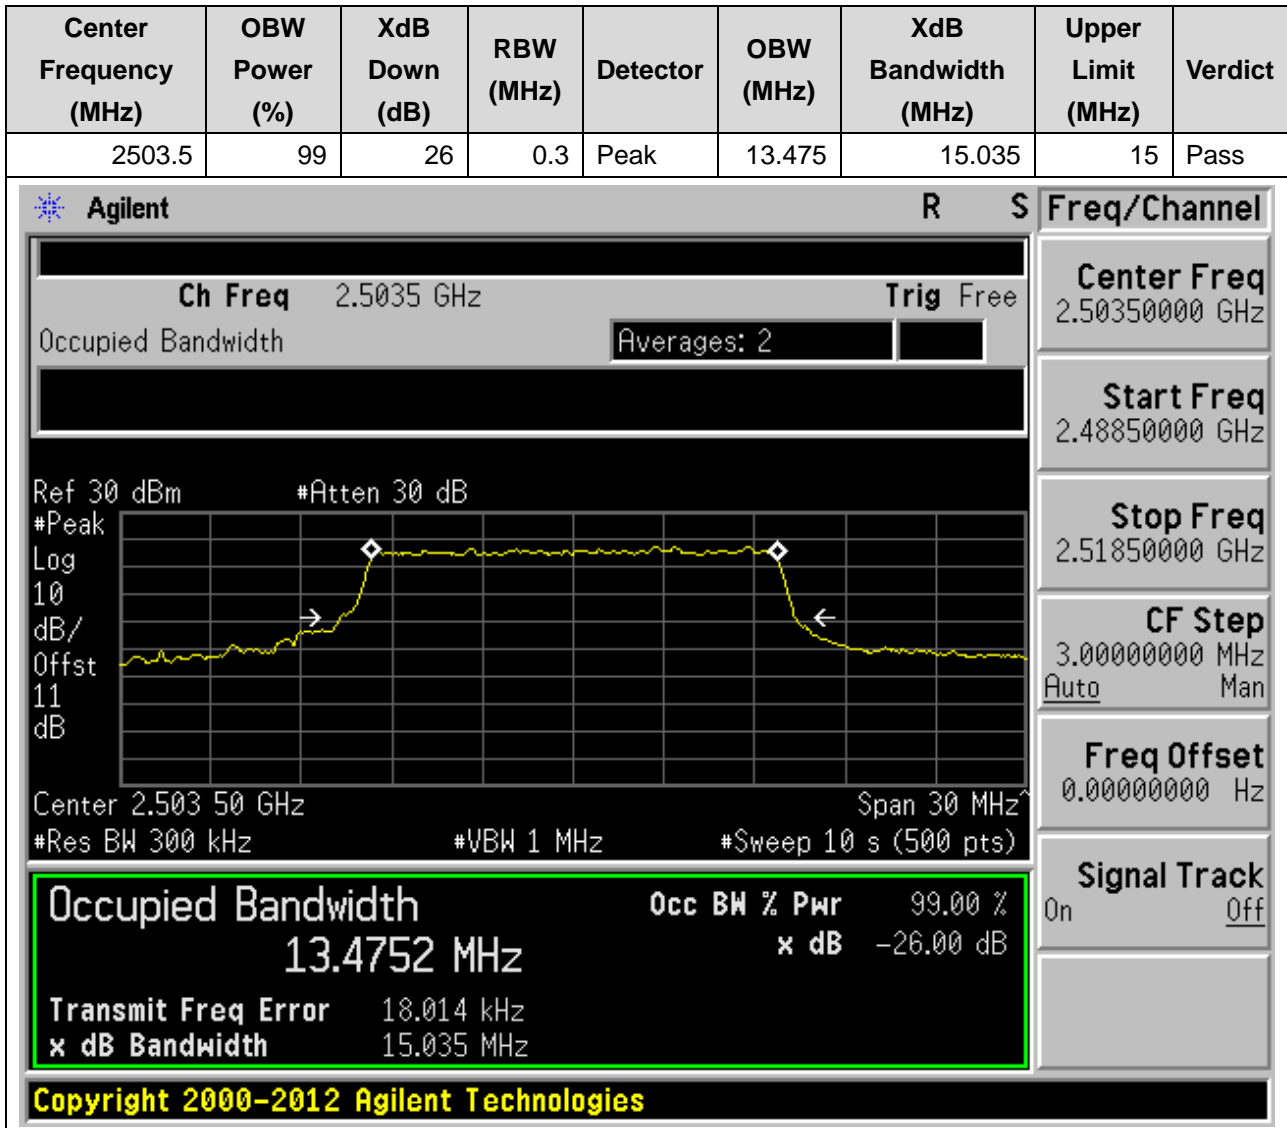 Center Frequency (MHz) OBW Power (%) XdB Down (dB) RBW (MHz) Detector OBW (MHz) XdB Bandwidth (MHz) Upper Limit (MHz) Verdict
2503.5 99 26 0.3 Peak 13.475 15.035 15 Pass
Agilent R S Freq/Channel
Ch Freq 2.5035 GHz Trig Free
Occupied Bandwidth Averages: 2
Center Freq
2.50350000 GHz
Start Freq
2.48850000 GHz
Stop Freq
2.51850000 GHz
CF Step
3.00000000 MHz
Auto Man
Freq Offset
0.00000000 Hz
Signal Track
On Off
Ref 30 dBm #Atten 30 dB
#Peak
Log
10
dB/
Offst
11
dB
Center 2.503 50 GHz Span 30 MHz^
#Res BW 300 kHz #VBW 1 MHz #Sweep 10 s (500 pts)
Occupied Bandwidth Occ BW % Pwr 99.00 %
13.4752 MHz x dB -26.00 dB
Transmit Freq Error 18.014 kHz
x dB Bandwidth 15.035 MHz
Copyright 2000-2012 Agilent Technologies